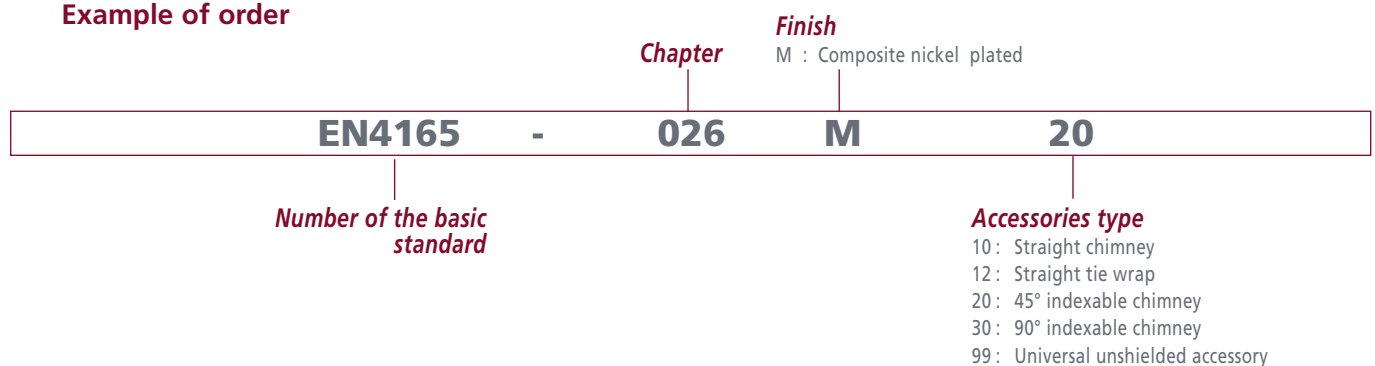 Example of order
Chapter
Finish
M : Composite nickel plated
EN4165 - 026 M 20
Number of the basic
standard
Accessories type
10 : Straight chimney
12 : Straight tie wrap
20 : 45° indexable chimney
30 : 90° indexable chimney
99 : Universal unshielded accessory